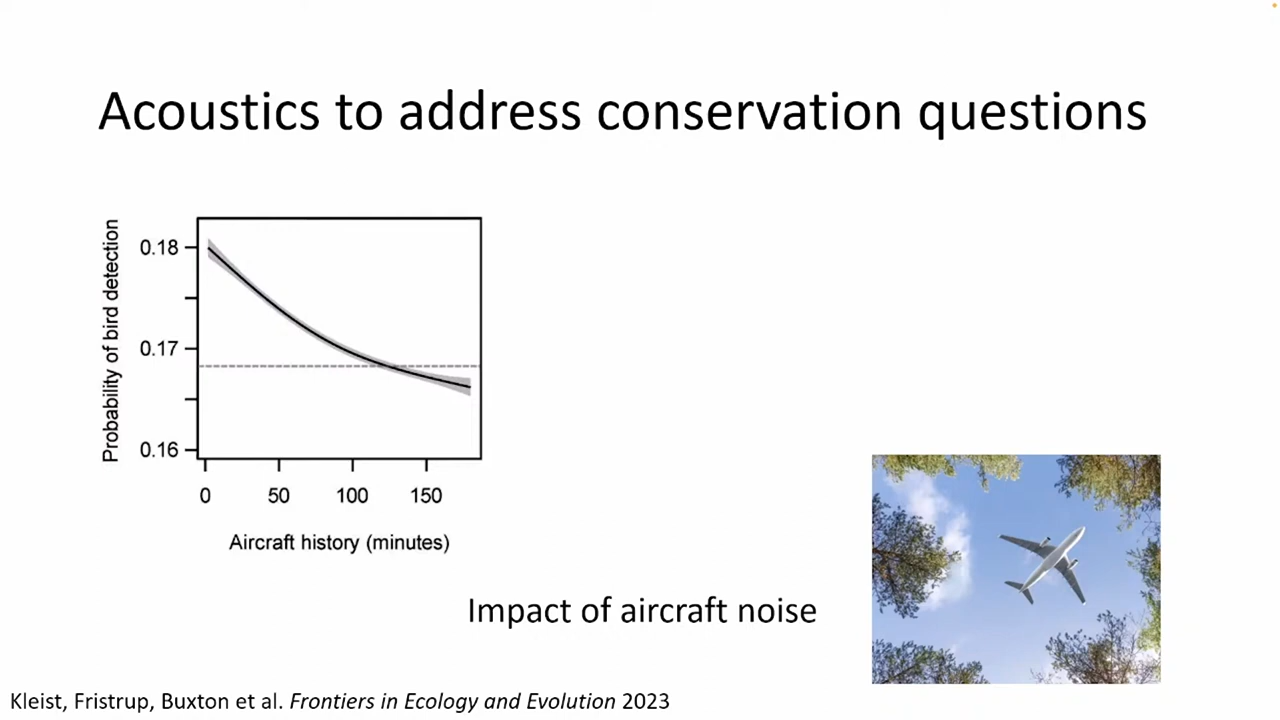 Acoustics to address conservation questions
Probability of bird detection
0.18
0.17
0.16
0 50 100 150
Aircraft history (minutes)
Impact of aircraft noise
Kleist, Fristrup, Buxton et al. Frontiers in Ecology and Evolution 2023